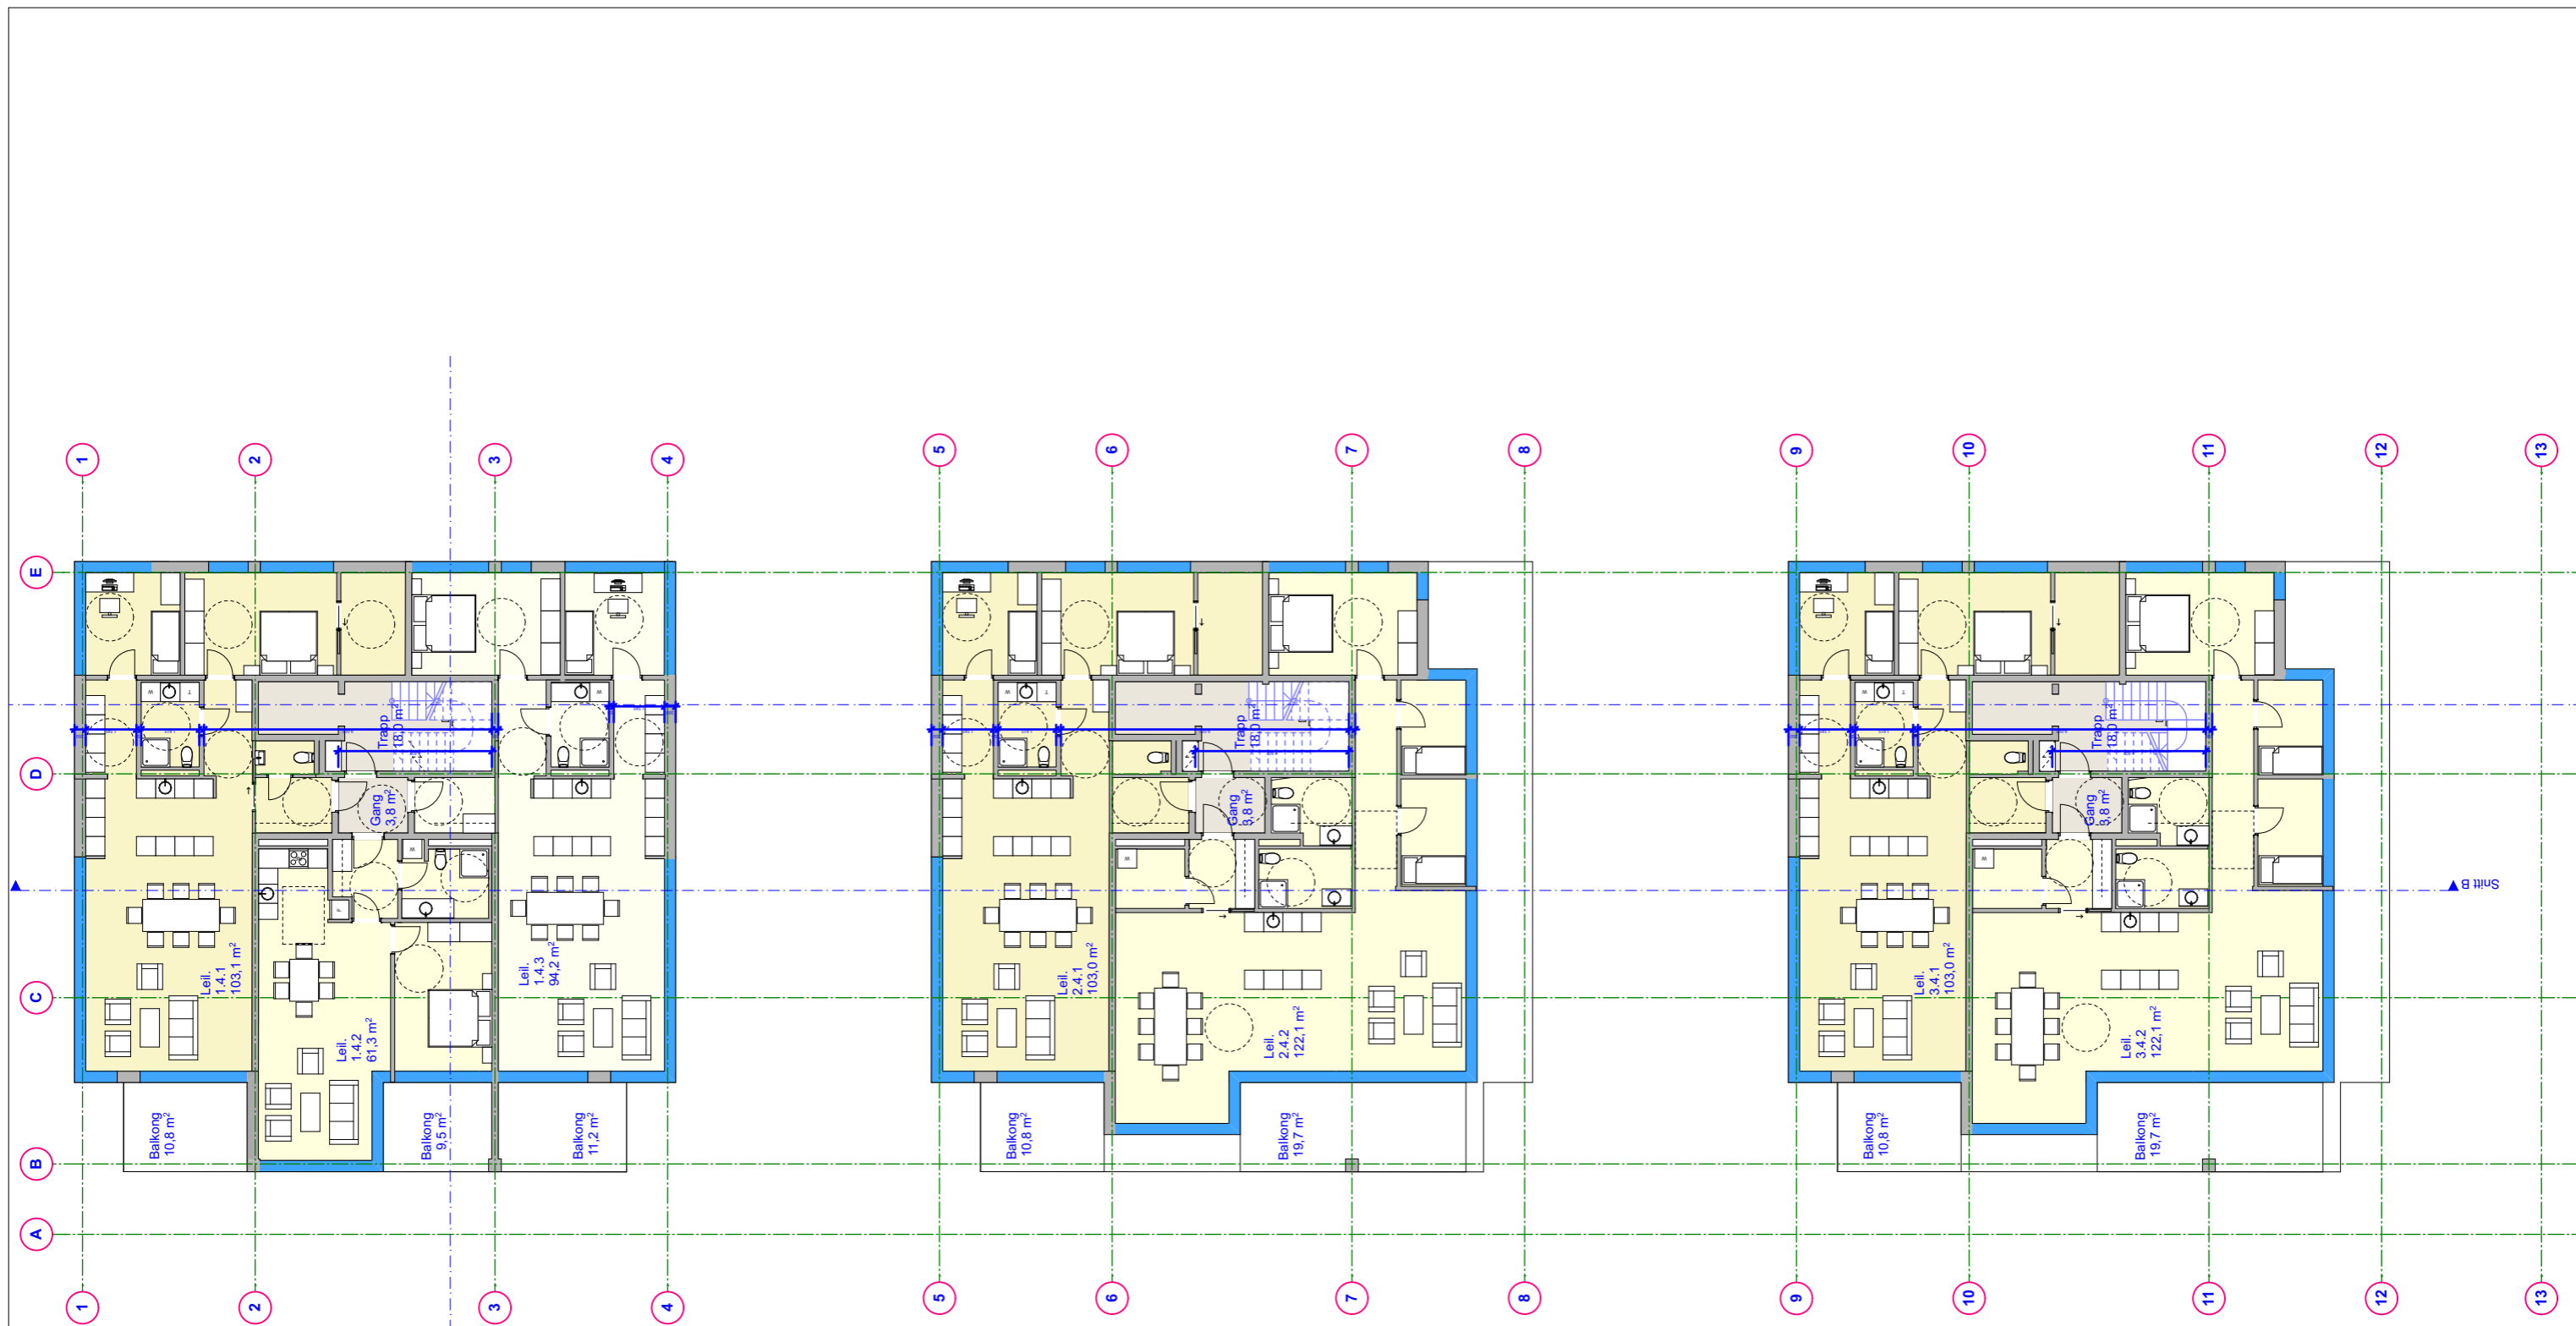 1
2
3
4
5
6
7
8
9
10
11
12
13
E
D
C
B
A
W
T
W
Trapp
18,0 m²
Gang
3,8 m²
W
Leil.
1.4.1
103,1 m²
Leil.
1.4.2
61,3 m²
Leil.
1.4.3
94,2 m²
Balkong
10,8 m²
Balkong
9,5 m²
Balkong
11,2 m²
W
T
Trapp
18,0 m²
Gang
3,8 m²
W
Leil.
2.4.1
103,0 m²
Leil.
2.4.2
122,1 m²
Balkong
10,8 m²
Balkong
19,7 m²
W
T
Trapp
18,0 m²
Gang
3,8 m²
W
Leil.
3.4.1
103,0 m²
Leil.
3.4.2
122,1 m²
Balkong
10,8 m²
Balkong
19,7 m²
Snitt B
1
2
3
4
5
6
7
8
9
10
11
12
13